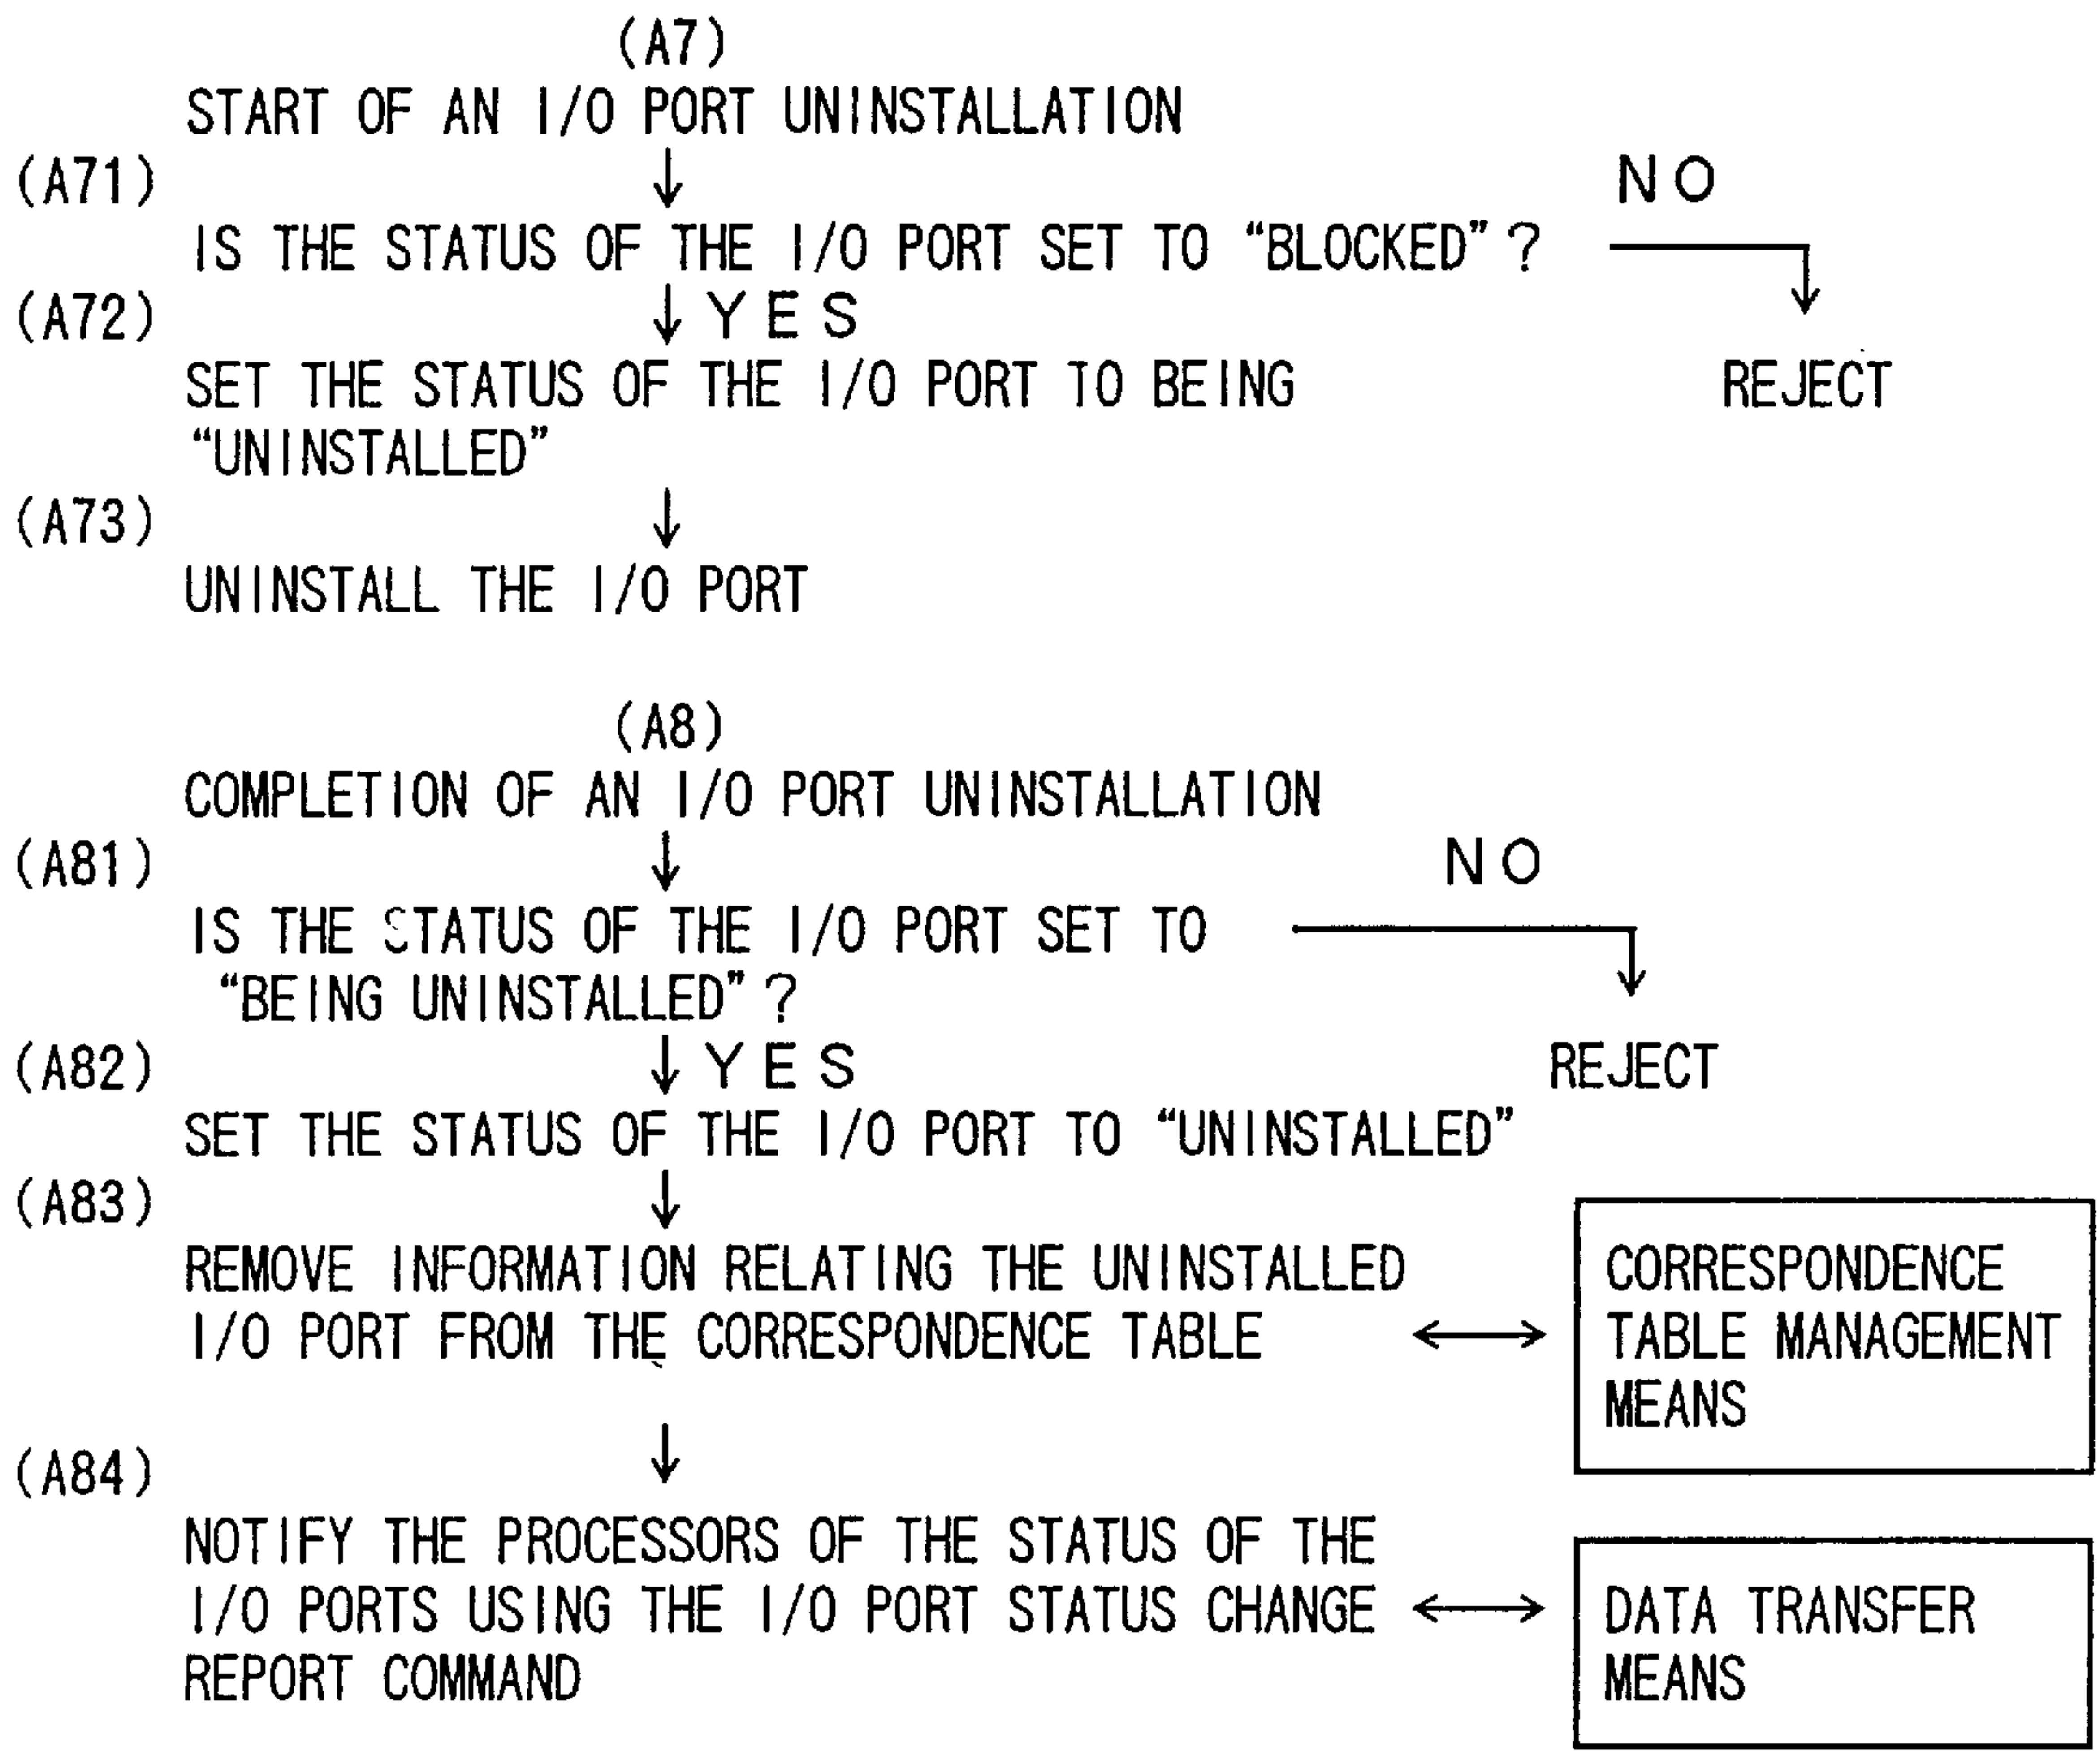 (A7)
START OF AN I/O PORT UNINSTALLATION
(A71)
NO
IS THE STATUS OF THE I/O PORT SET TO “BLOCKED”?
(A72)
YES
SET THE STATUS OF THE I/O PORT TO BEING
REJECT
“UNINSTALLED”
(A73)
UNINSTALL THE I/O PORT
(A8)
COMPLETION OF AN I/O PORT UNINSTALLATION
(A81)
NO
IS THE STATUS OF THE I/O PORT SET TO
“BEING UNINSTALLED”?
(A82)
YES
REJECT
SET THE STATUS OF THE I/O PORT TO “UNINSTALLED”
(A83)
REMOVE INFORMATION RELATING THE UNINSTALLED
I/O PORT FROM THE CORRESPONDENCE TABLE
CORRESPONDENCE
TABLE MANAGEMENT
MEANS
(A84)
NOTIFY THE PROCESSORS OF THE STATUS OF THE
I/O PORTS USING THE I/O PORT STATUS CHANGE
REPORT COMMAND
DATA TRANSFER
MEANS